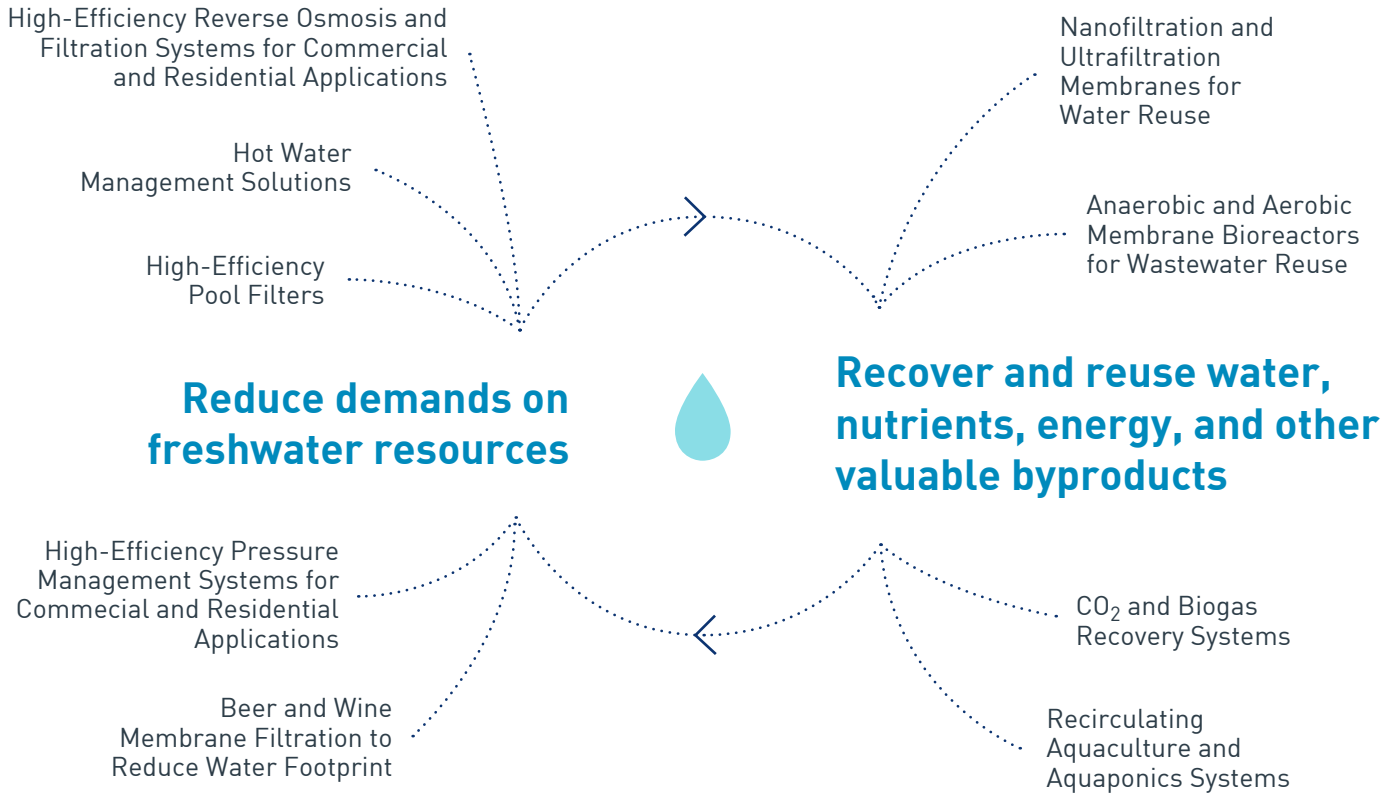 High-Efficiency Reverse Osmosis and
Filtration Systems for Commercial
and Residential Applications
Hot Water
Management Solutions
High-Efficiency
Pool Filters
Reduce demands on
freshwater resources
High-Efficiency Pressure
Management Systems for
Commecial and Residential
Applications
Beer and Wine
Membrane Filtration to
Reduce Water Footprint
Nanofiltration and
Ultrafiltration
Membranes for
Water Reuse
Anaerobic and Aerobic
Membrane Bioreactors
for Wastewater Reuse
Recover and reuse water,
nutrients, energy, and other
valuable byproducts
CO₂ and Biogas
Recovery Systems
Recirculating
Aquaculture and
Aquaponics Systems